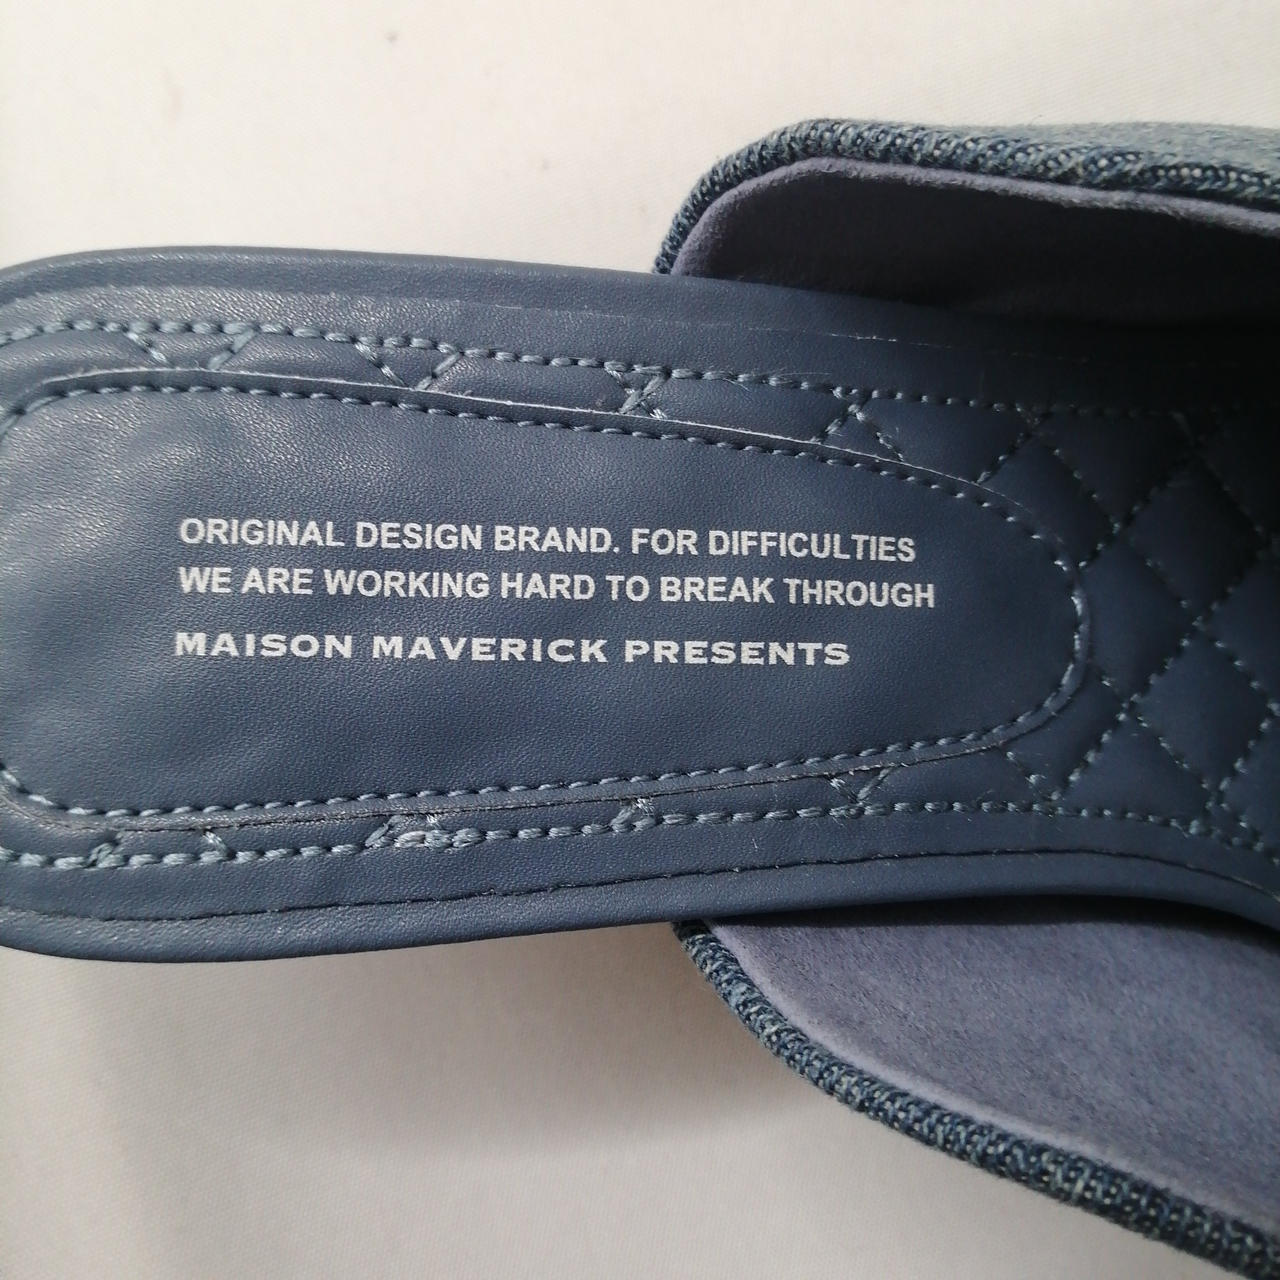 ORIGINAL DESIGN BRAND. FOR DIFFICULTIES
WE ARE WORKING HARD TO BREAK THROUGH
MAISON MAVERICK PRESENTS